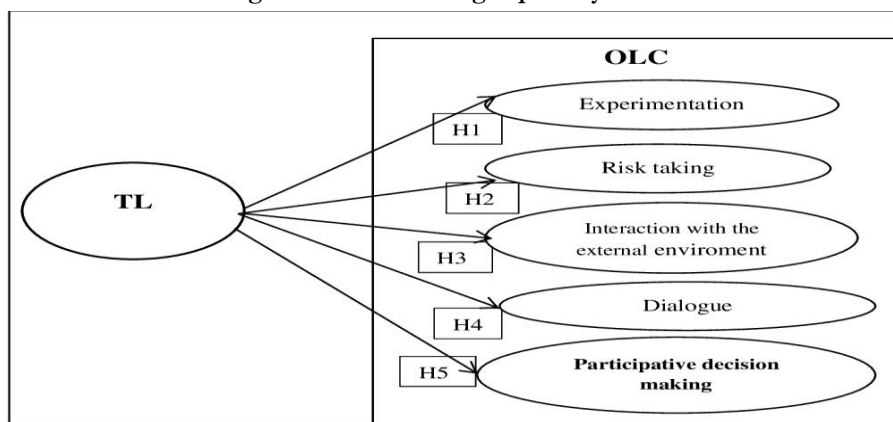 OLC
Experimentation
H1
Risk taking
TL
H2
Interaction with the
external enviroment
H3
Dialogue
H4
Participative decision
making
H5